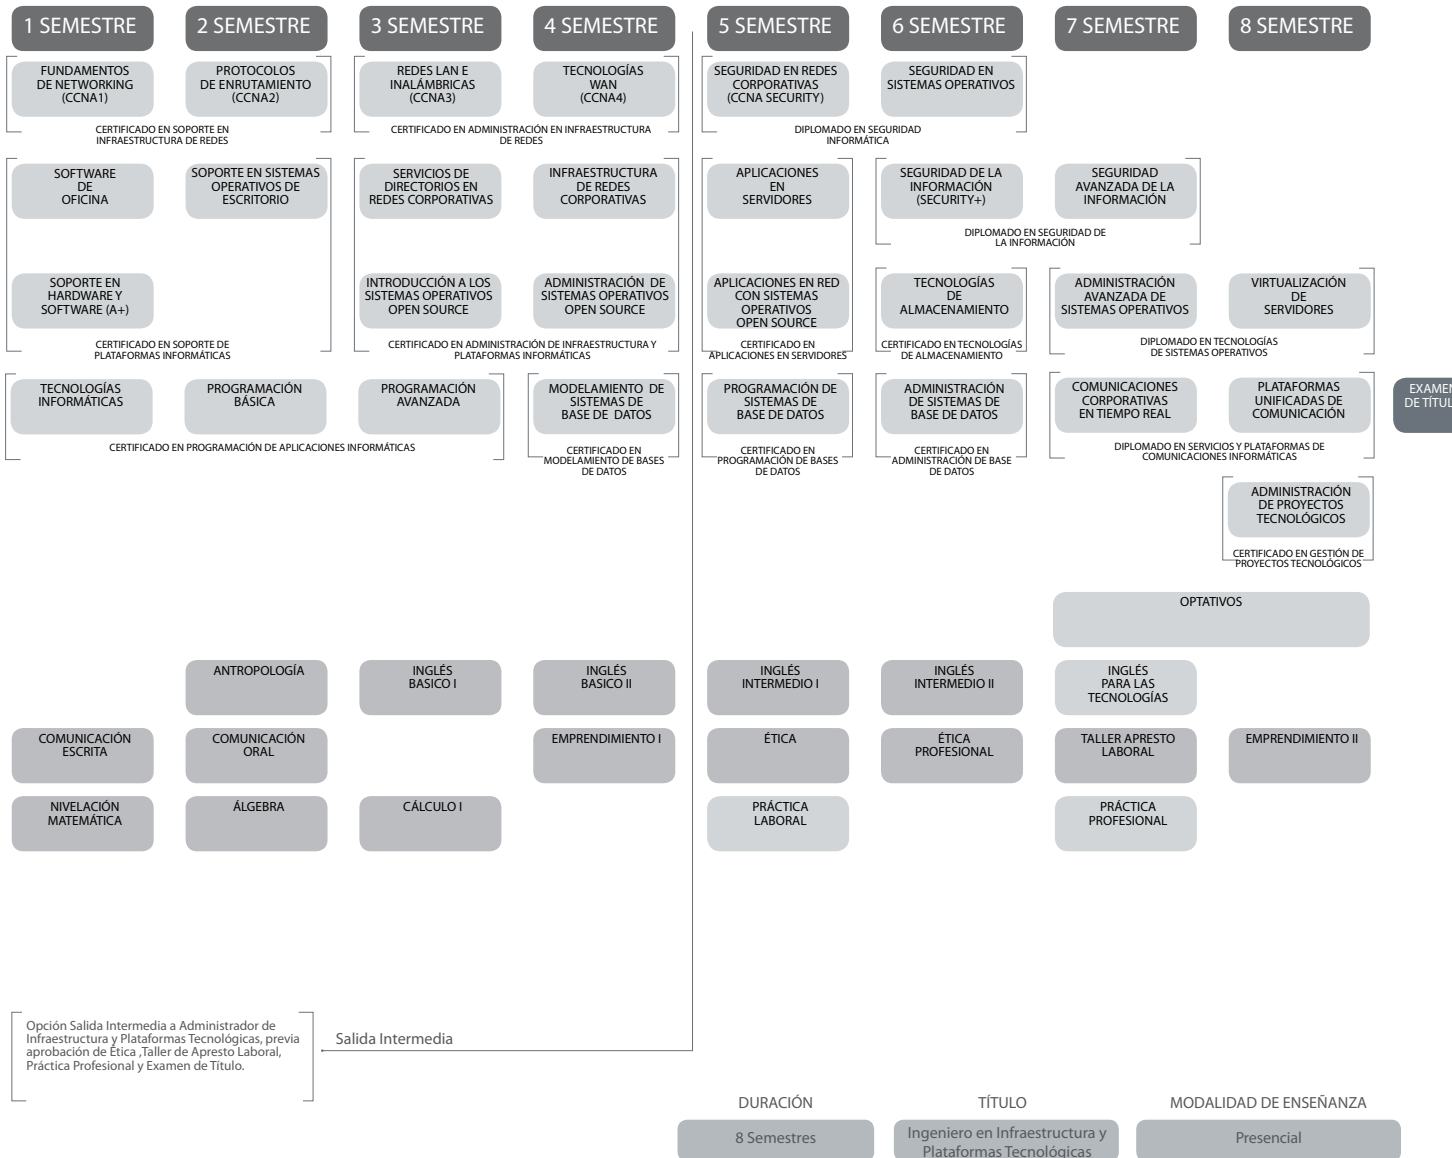 1 SEMESTRE
2 SEMESTRE
3 SEMESTRE
4 SEMESTRE
5 SEMESTRE
6 SEMESTRE
7 SEMESTRE
8 SEMESTRE
FUNDAMENTOS
DE NETWORKING
(CCNA1)
PROTOCOLOS
DE ENRUTAMIENTO
(CCNA2)
REDES LAN E
INALÁMBRICAS
(CCNA3)
TECNOLOGÍAS
WAN
(CCNA4)
SEGURIDAD EN REDES
CORPORATIVAS
(CCNA SECURITY)
SEGURIDAD EN
SISTEMAS OPERATIVOS
CERTIFICADO EN SOPORTE EN
INFRAESTRUCTURA DE REDES
CERTIFICADO EN ADMINISTRACIÓN EN INFRAESTRUCTURA
DE REDES
DIPLOMADO EN SEGURIDAD
INFORMÁTICA
SOFTWARE
DE
OFICINA
SOPORTE EN SISTEMAS
OPERATIVOS DE
ESCRITORIO
SERVICIOS DE
DIRECTORIOS EN
REDES CORPORATIVAS
INFRAESTRUCTURA
DE REDES
CORPORATIVAS
APLICACIONES
EN
SERVIDORES
SEGURIDAD DE LA
INFORMACIÓN
(SECURITY+)
SEGURIDAD
AVANZADA DE LA
INFORMACIÓN
DIPLOMADO EN SEGURIDAD DE
LA INFORMACIÓN
SOPORTE EN
HARDWARE Y
SOFTWARE (A+)
INTRODUCCIÓN A LOS
SISTEMAS OPERATIVOS
OPEN SOURCE
ADMINISTRACIÓN DE
SISTEMAS OPERATIVOS
OPEN SOURCE
APLICACIONES EN RED
CON SISTEMAS
OPERATIVOS
OPEN SOURCE
TECNOLOGÍAS
DE
ALMACENAMIENTO
ADMINISTRACIÓN
AVANZADA DE
SISTEMAS OPERATIVOS
VIRTUALIZACIÓN
DE
SERVIDORES
CERTIFICADO EN SOPORTE DE
PLATAFORMAS INFORMÁTICAS
CERTIFICADO EN ADMINISTRACIÓN DE INFRAESTRUCTURA Y
PLATAFORMAS INFORMÁTICAS
CERTIFICADO EN
APLICACIONES EN SERVIDORES
CERTIFICADO EN TECNOLOGÍAS
DE ALMACENAMIENTO
DIPLOMADO EN TECNOLOGÍAS
DE SISTEMAS OPERATIVOS
TECNOLOGÍAS
INFORMÁTICAS
PROGRAMACIÓN
BÁSICA
PROGRAMACIÓN
AVANZADA
MODELAMIENTO DE
SISTEMAS DE
BASE DE DATOS
PROGRAMACIÓN DE
SISTEMAS DE
BASE DE DATOS
ADMINISTRACIÓN
DE SISTEMAS DE
BASE DE DATOS
COMUNICACIONES
CORPORATIVAS
EN TIEMPO REAL
PLATAFORMAS
UNIFICADAS DE
COMUNICACIÓN
EXAMEN
DE TÍTUL
CERTIFICADO EN PROGRAMACIÓN DE APLICACIONES INFORMÁTICAS
CERTIFICADO EN
MODELAMIENTO DE BASES
DE DATOS
CERTIFICADO EN
PROGRAMACIÓN DE BASES
DE DATOS
CERTIFICADO EN
ADMINISTRACIÓN DE BASE
DE DATOS
DIPLOMADO EN SERVICIOS Y PLATAFORMAS DE
COMUNICACIONES INFORMÁTICAS
ADMINISTRACIÓN
DE PROYECTOS
TECNOLÓGICOS
CERTIFICADO EN GESTIÓN DE
PROYECTOS TECNOLÓGICOS
OPTATIVOS
ANTROPOLOGÍA
INGLÉS
BASICO I
INGLÉS
BASICO II
INGLÉS
INTERMEDIO I
INGLÉS
INTERMEDIO II
INGLÉS
PARA LAS
TECNOLOGÍAS
COMUNICACIÓN
ESCRITA
COMUNICACIÓN
ORAL
EMPRENDIMIENTO I
ÉTICA
ÉTICA
PROFESIONAL
TALLER APRESTO
LABORAL
EMPRENDIMIENTO II
NIVELACIÓN
MATEMÁTICA
ÁLGEBRA
CÁLCULO I
PRÁCTICA
LABORAL
PRÁCTICA
PROFESIONAL
Opción Salida Intermedia a Administrador de
Infraestructura y Plataformas Tecnológicas, previa
aprobación de Ética ,Taller de Apresto Laboral,
Práctica Profesional y Examen de Título.
Salida Intermedia
DURACIÓN
TÍTULO
MODALIDAD DE ENSEÑANZA
8 Semestres
Ingeniero en Infraestructura y
Plataformas Tecnológicas
Presencial